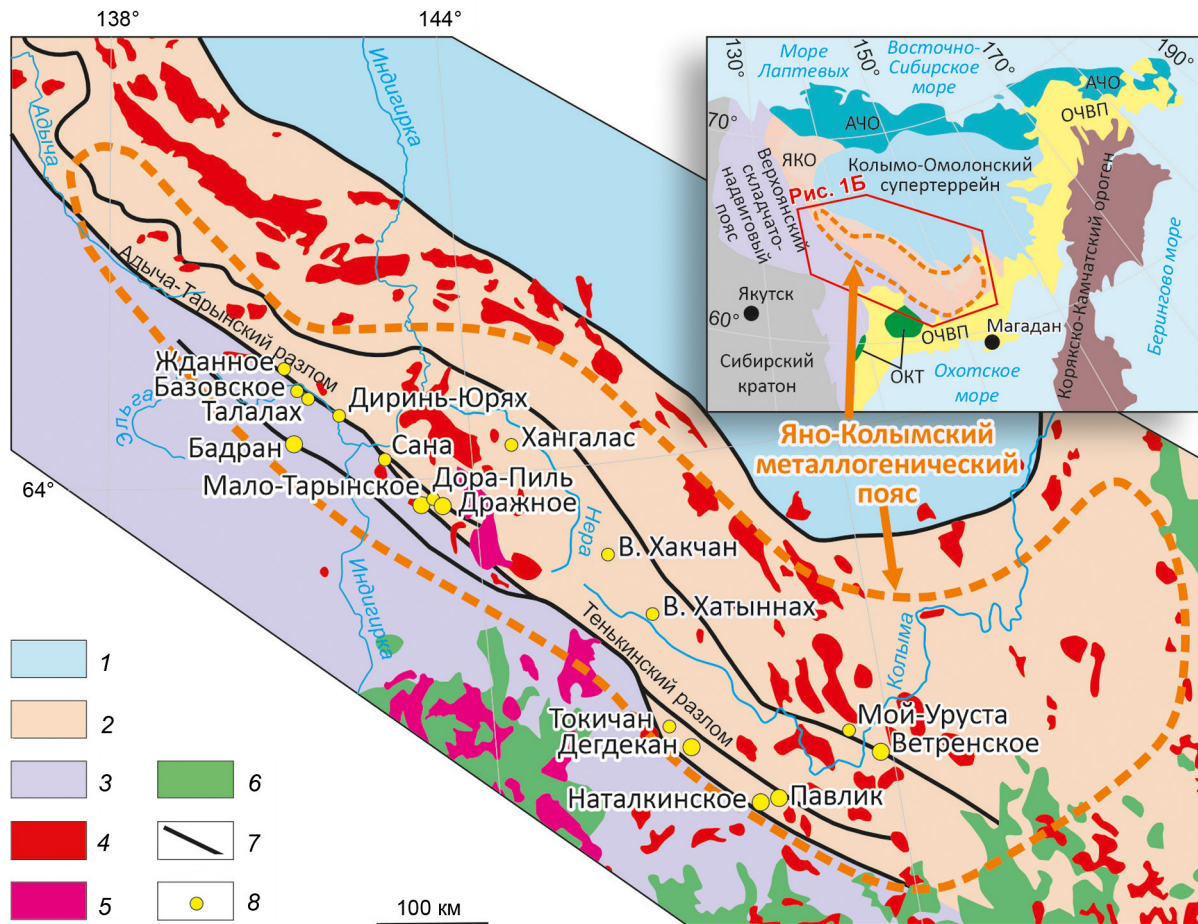 138°
144°
Адыча
Индигирка
Адыча-Тарынский разлом
Жданное
Базовское
Талалах
Эльга
Бадран
Диринь-Юрях
Сана
Хангалас
Мало-Тарынское
Дора-Пиль
Дражное
64°
Нера
В. Хакчан
Индигирка
В. Хатыннах
Тенькинский разлом
Колыма
Токичан
Дегдекан
Мой-Уруста
Ветренское
Наталкинское
Павлик
Яно-Колымский
металлогенический
пояс
130°
Море
Лаптевых
150°
Восточно-
Сибирское
море
170°
190°
70°
АЧО
АЧО
ОЧВП
ЯКО
Колымо-Омолонский
супертеррейн
Рис. 1Б
Верхоянский
складчато-
надвиговый
пояс
Корякско-Камчатский ороген
Берингово море
Якутск
60°
ОЧВП
Магадан
Сибирский
кратон
ОКТ
Охотское
море
1
2
3
6
4
7
5
8
100 км